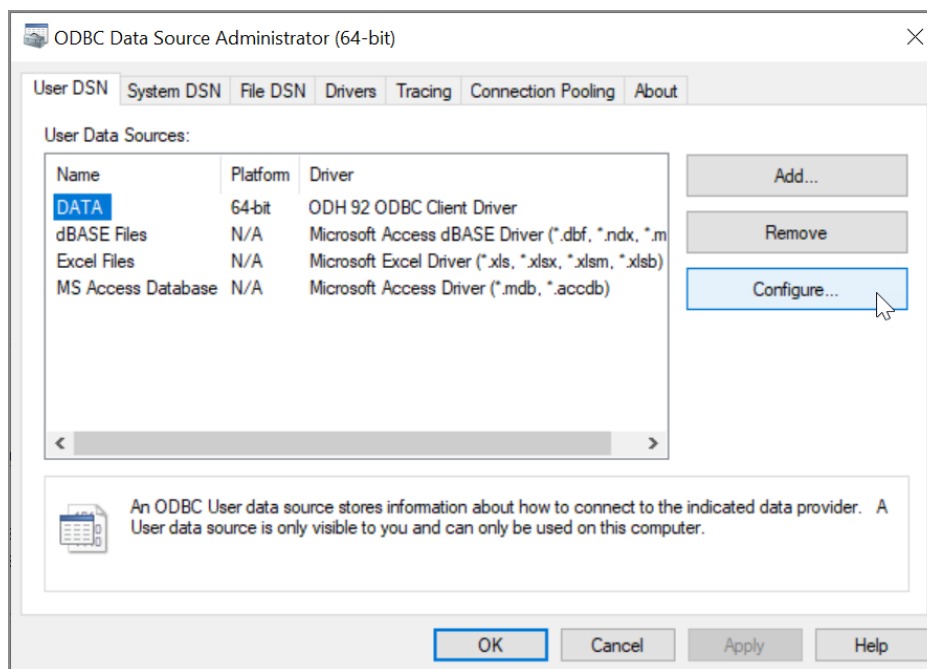 ODBC Data Source Administrator (64-bit)
User DSN System DSN File DSN Drivers Tracing Connection Pooling About
User Data Sources:
Name Platform Driver
DATA 64-bit ODH 92 ODBC Client Driver
dBASE Files N/A Microsoft Access dBASE Driver (*.dbf, *.ndx, *.m
Excel Files N/A Microsoft Excel Driver (*.xls, *.xlsx, *.xlsm, *.xlsb)
MS Access Database N/A Microsoft Access Driver (*.mdb, *.accdb)
Add...
Remove
Configure...
An ODBC User data source stores information about how to connect to the indicated data provider. A
User data source is only visible to you and can only be used on this computer.
OK Cancel Apply Help